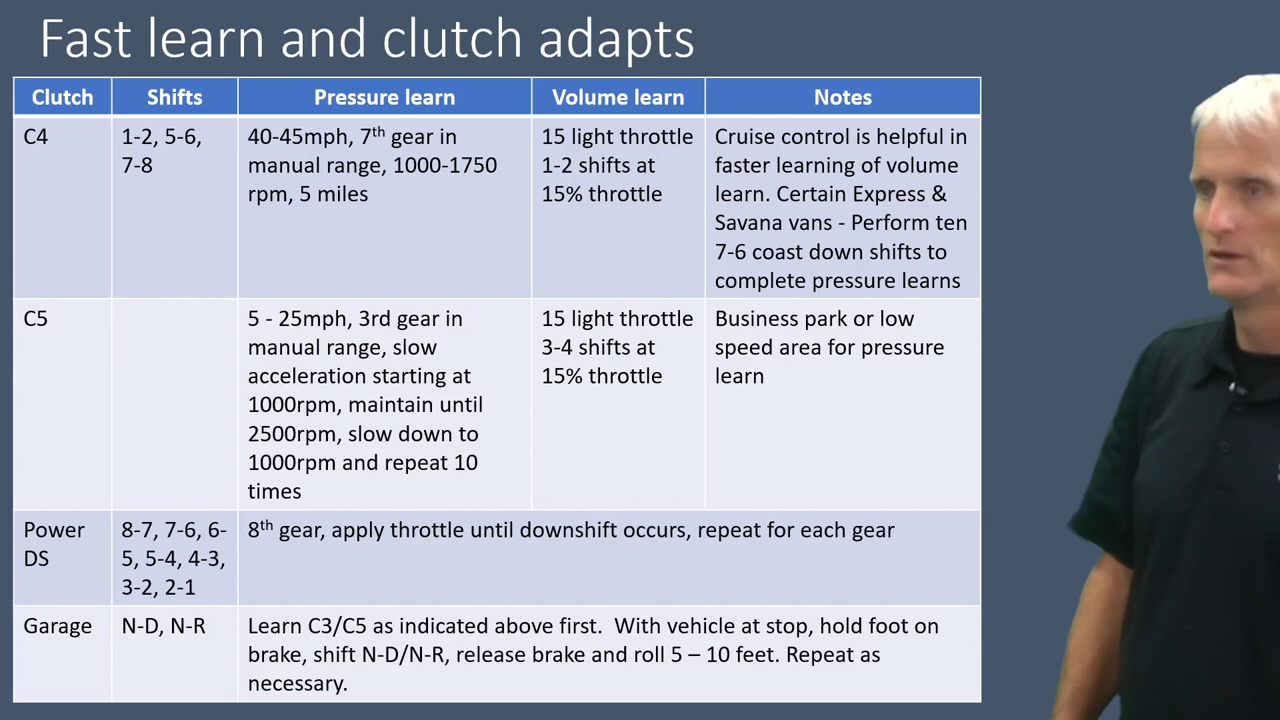 Fast learn and clutch adapts
Clutch Shifts Pressure learn Volume learn Notes
C4
1-2, 5-6,
7-8
40-45mph, 7th gear in
manual range, 1000-1750
rpm, 5 miles
15 light throttle
1-2 shifts at
15% throttle
Cruise control is helpful in
faster learning of volume
learn. Certain Express &
Savana vans - Perform ten
7-6 coast down shifts to
complete pressure learns
C5
5 - 25mph, 3rd gear in
manual range, slow
acceleration starting at
1000rpm, maintain until
2500rpm, slow down to
1000rpm and repeat 10
times
15 light throttle
3-4 shifts at
15% throttle
Business park or low
speed area for pressure
learn
Power
DS
8-7, 7-6, 6-
5, 5-4, 4-3,
3-2, 2-1
8th gear, apply throttle until downshift occurs, repeat for each gear
Garage
N-D, N-R
Learn C3/C5 as indicated above first.  With vehicle at stop, hold foot on
brake, shift N-D/N-R, release brake and roll 5 – 10 feet. Repeat as
necessary.